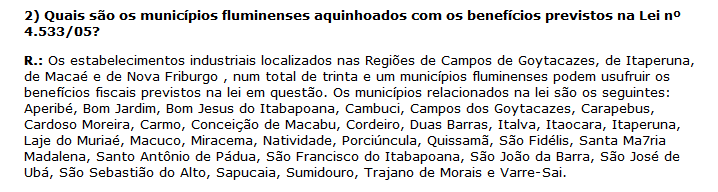 2) Quais são os municípios fluminenses aquinhoados com os benefícios previstos na Lei nº
4.533/05?
R.: Os estabelecimentos industriais localizados nas Regiões de Campos de Goytacazes, de Itaperuna,
de Macaé e de Nova Friburgo , num total de trinta e um municípios fluminenses podem usufruir os
benefícios fiscais previstos na lei em questão. Os municípios relacionados na lei são os seguintes:
Aperibé, Bom Jardim, Bom Jesus do Itabapoana, Cambuci, Campos dos Goytacazes, Carapebus,
Cardoso Moreira, Carmo, Conceição de Macabu, Cordeiro, Duas Barras, Italva, Itaocara, Itaperuna,
Laje do Muriaé, Macuco, Miracema, Natividade, Porciúncula, Quissamã, São Fidélis, Santa Ma7ria
Madalena, Santo Antônio de Pádua, São Francisco do Itabapoana, São João da Barra, São José de
Ubá, São Sebastião do Alto, Sapucaia, Sumidouro, Trajano de Morais e Varre-Sai.